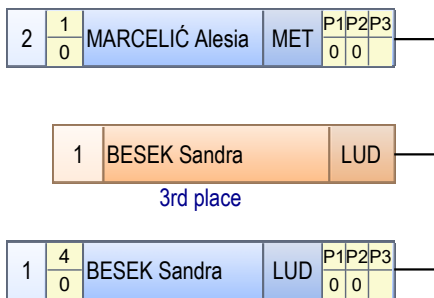 2 1 0 MARCELIĆ Alesia MET P1 P2 P3 0 0
1 BESEK Sandra LUD
3rd place
1 4 0 BESEK Sandra LUD P1 P2 P3 0 0